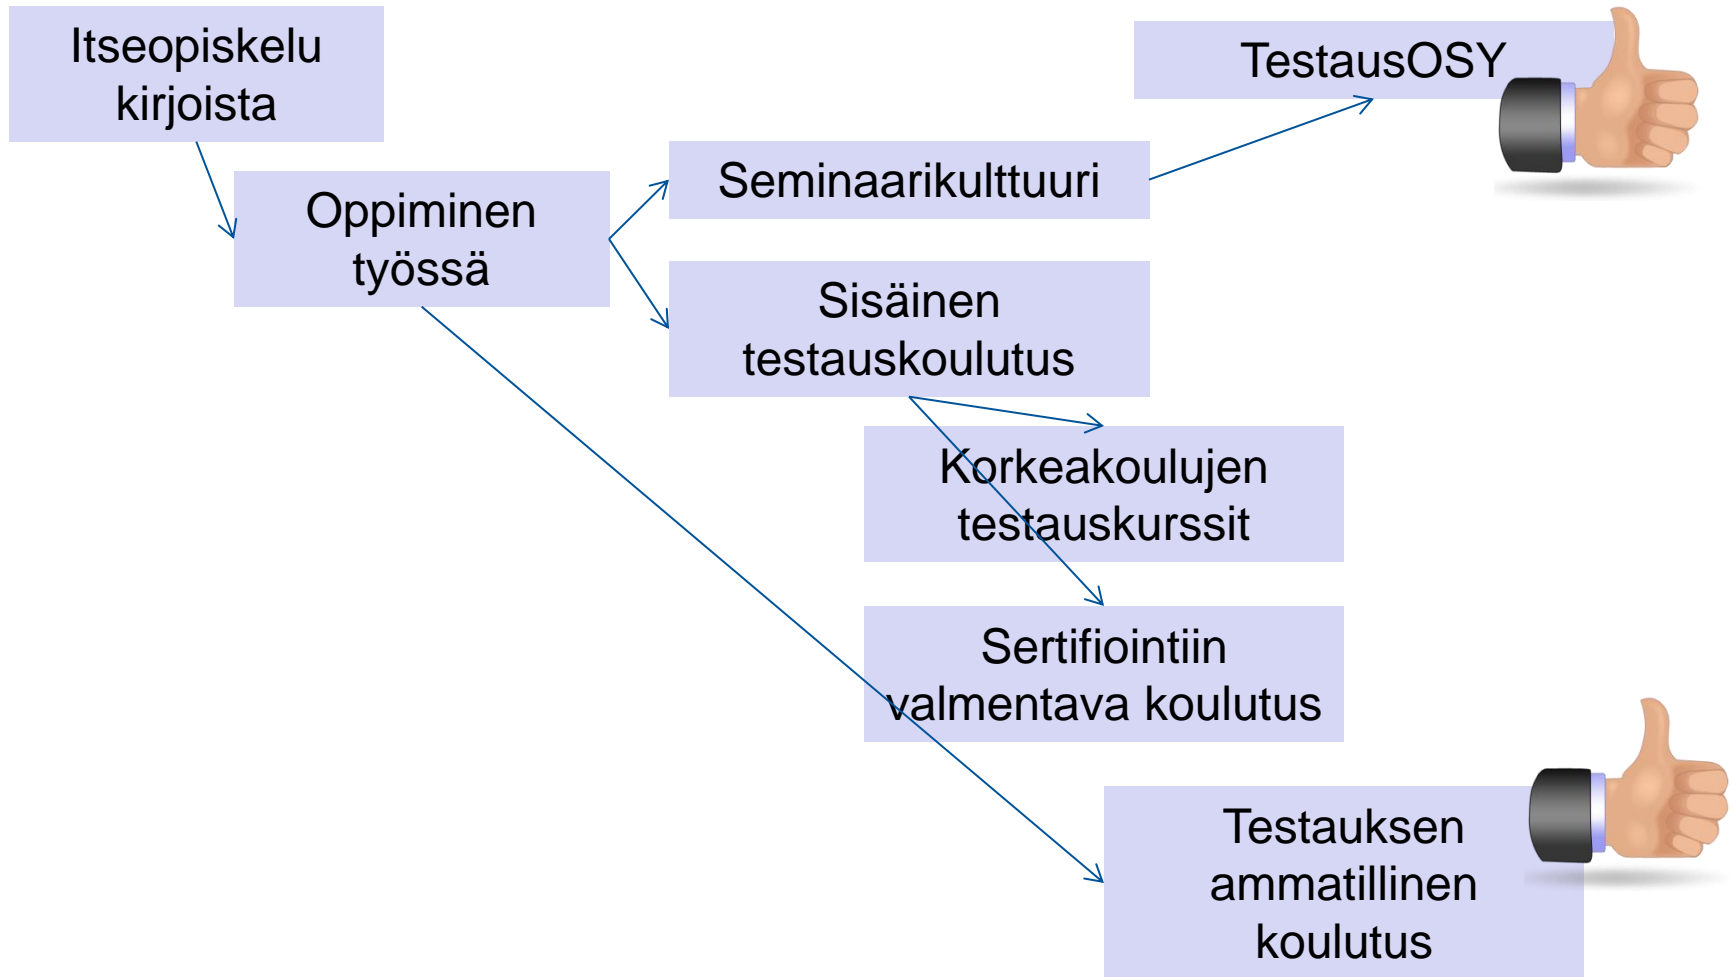 Itseopiskelu
kirjoista
TestausOSY
Seminaarikulttuuri
Oppiminen
työssä
Sisäinen
testauskoulutus
Korkeakoulujen
testauskurssit
Sertifiointiin
valmentava koulutus
Testauksen
ammatillinen
koulutus